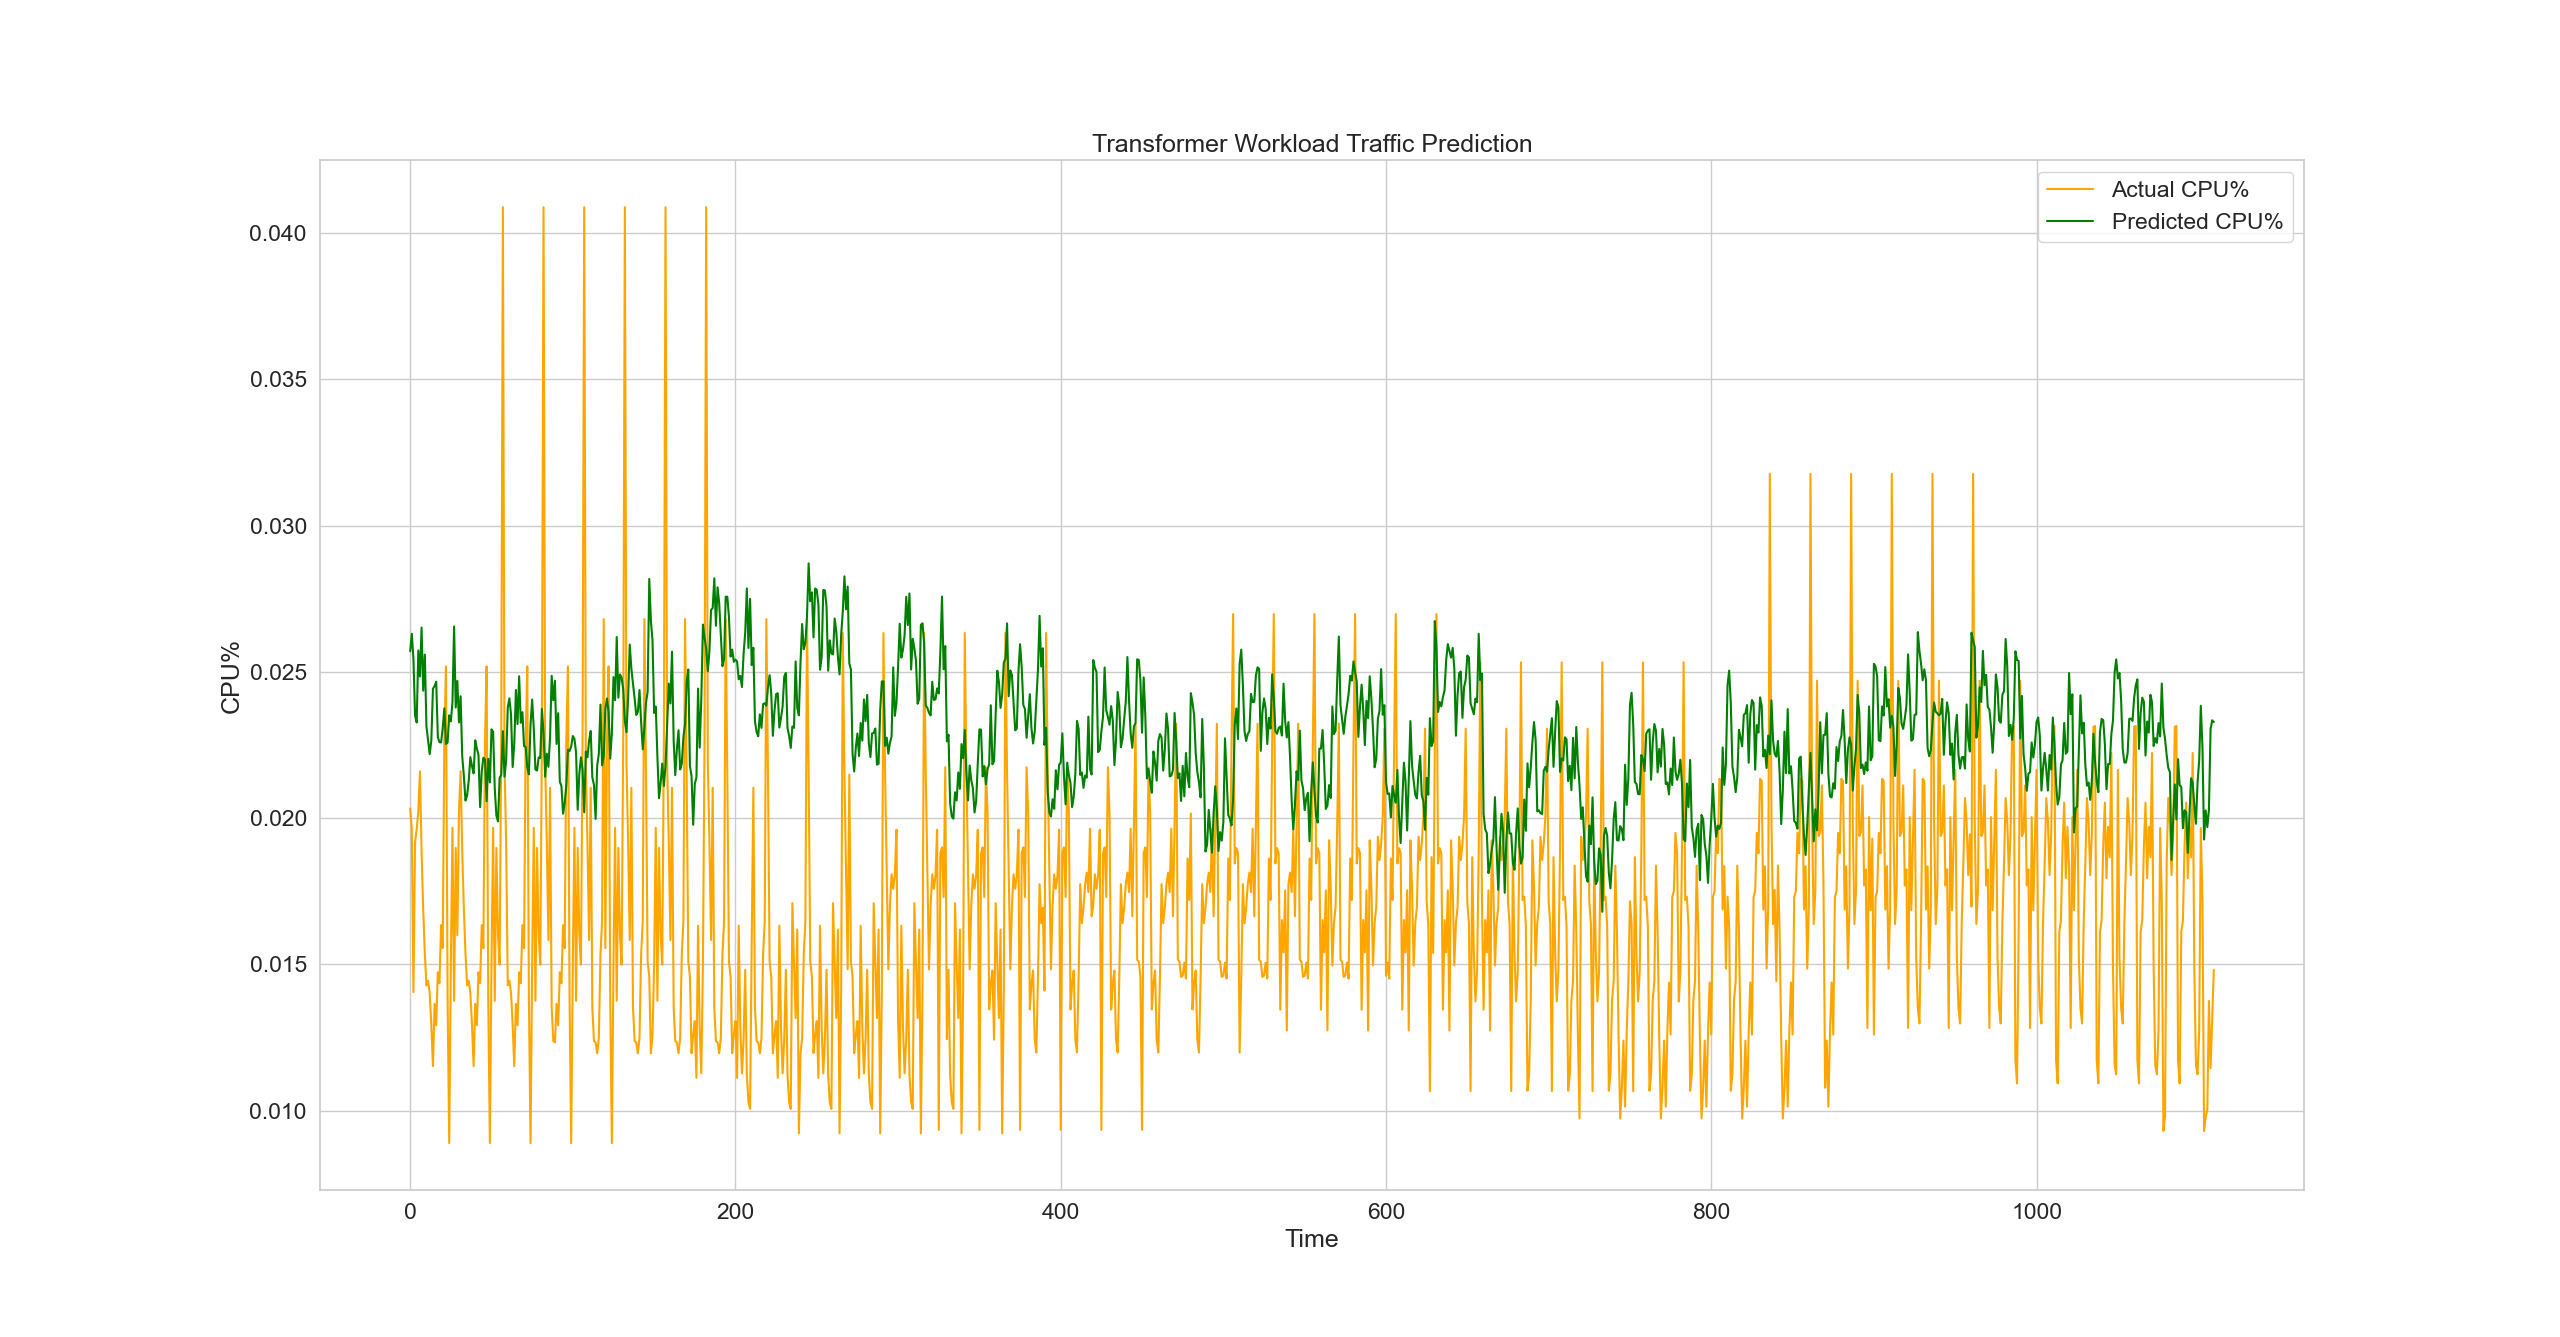 Transformer Workload Traffic Prediction
Actual CPU%
Predicted CPU%
0.040
0.035
0.030
0.025
0.020
0.015
0.010
CPU%
0 200 400 600 800 1000
Time